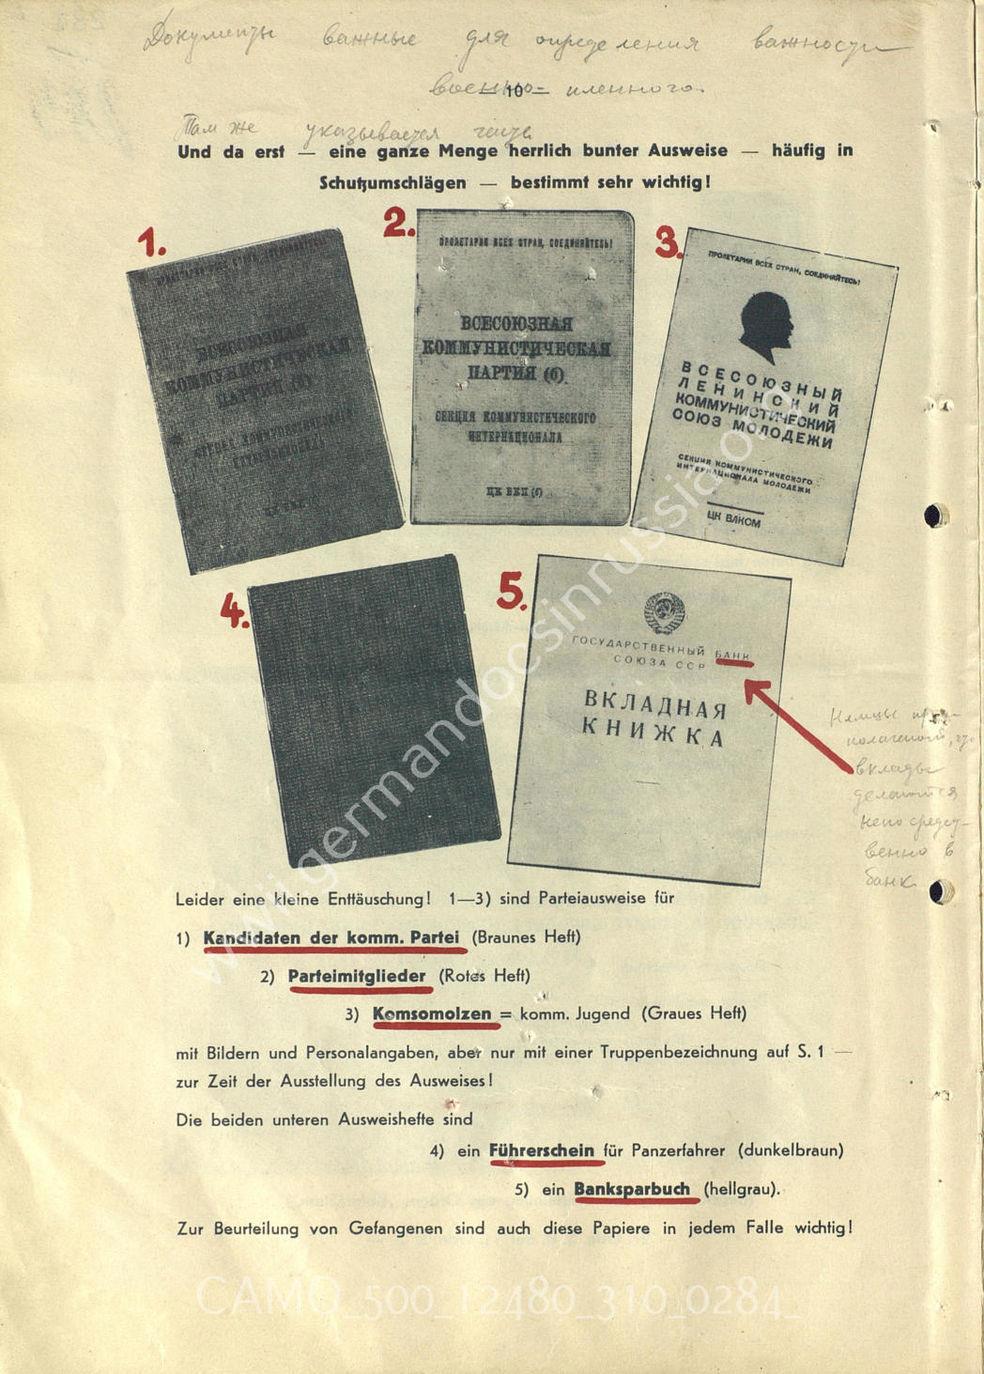 Документы важные для определения важности
военно- пленного.
- 10 -
Там же указывается
Und da erst — eine ganze Menge herrlich bunter Ausweise — häufig in
Schutzumschlägen — bestimmt sehr wichtig!
1.
ВСЕСОЮЗНАЯ
КОММУНИСТИЧЕСКАЯ
ПАРТИЯ (б)
2.
ПРОЛЕТАРИИ ВСЕХ СТРАН, СОЕДИНЯЙТЕСЬ!
ВСЕСОЮЗНАЯ
КОММУНИСТИЧЕСКАЯ
ПАРТИЯ (б)
СЕКЦИЯ КОММУНИСТИЧЕСКОГО
ИНТЕРНАЦИОНАЛА
ЦК ВКП (б)
3.
ПРОЛЕТАРИИ ВСЕХ СТРАН, СОЕДИНЯЙТЕСЬ!
ВСЕСОЮЗНЫЙ
ЛЕНИНСКИЙ
КОММУНИСТИЧЕСКИЙ
СОЮЗ МОЛОДЕЖИ
СЕКЦИЯ КОММУНИСТИЧЕСКОГО
ИНТЕРНАЦИОНАЛА МОЛОДЕЖИ
ЦК ВЛКСМ
4.
5.
ГОСУДАРСТВЕННЫЙ БАНК
СОЮЗА ССР
ВКЛАДНАЯ
КНИЖКА
Немцы
вклады
делаются
непосредст-
венно в
банк
Leider eine kleine Enttäuschung! 1—3) sind Parteiausweise für
1) Kandidaten der komm. Partei (Braunes Heft)
2) Parteimitglieder (Rotes Heft)
3) Komsomolzen = komm. Jugend (Graues Heft)
mit Bildern und Personalangaben, aber nur mit einer Truppenbezeichnung auf S. 1 —
zur Zeit der Ausstellung des Ausweises!
Die beiden unteren Ausweishefte sind
4) ein Führerschein für Panzerfahrer (dunkelbraun)
5) ein Banksparbuch (hellgrau).
Zur Beurteilung von Gefangenen sind auch diese Papiere in jedem Falle wichtig!
www.germandocsinrussia.org
CAMO_500_12480_310_0284_